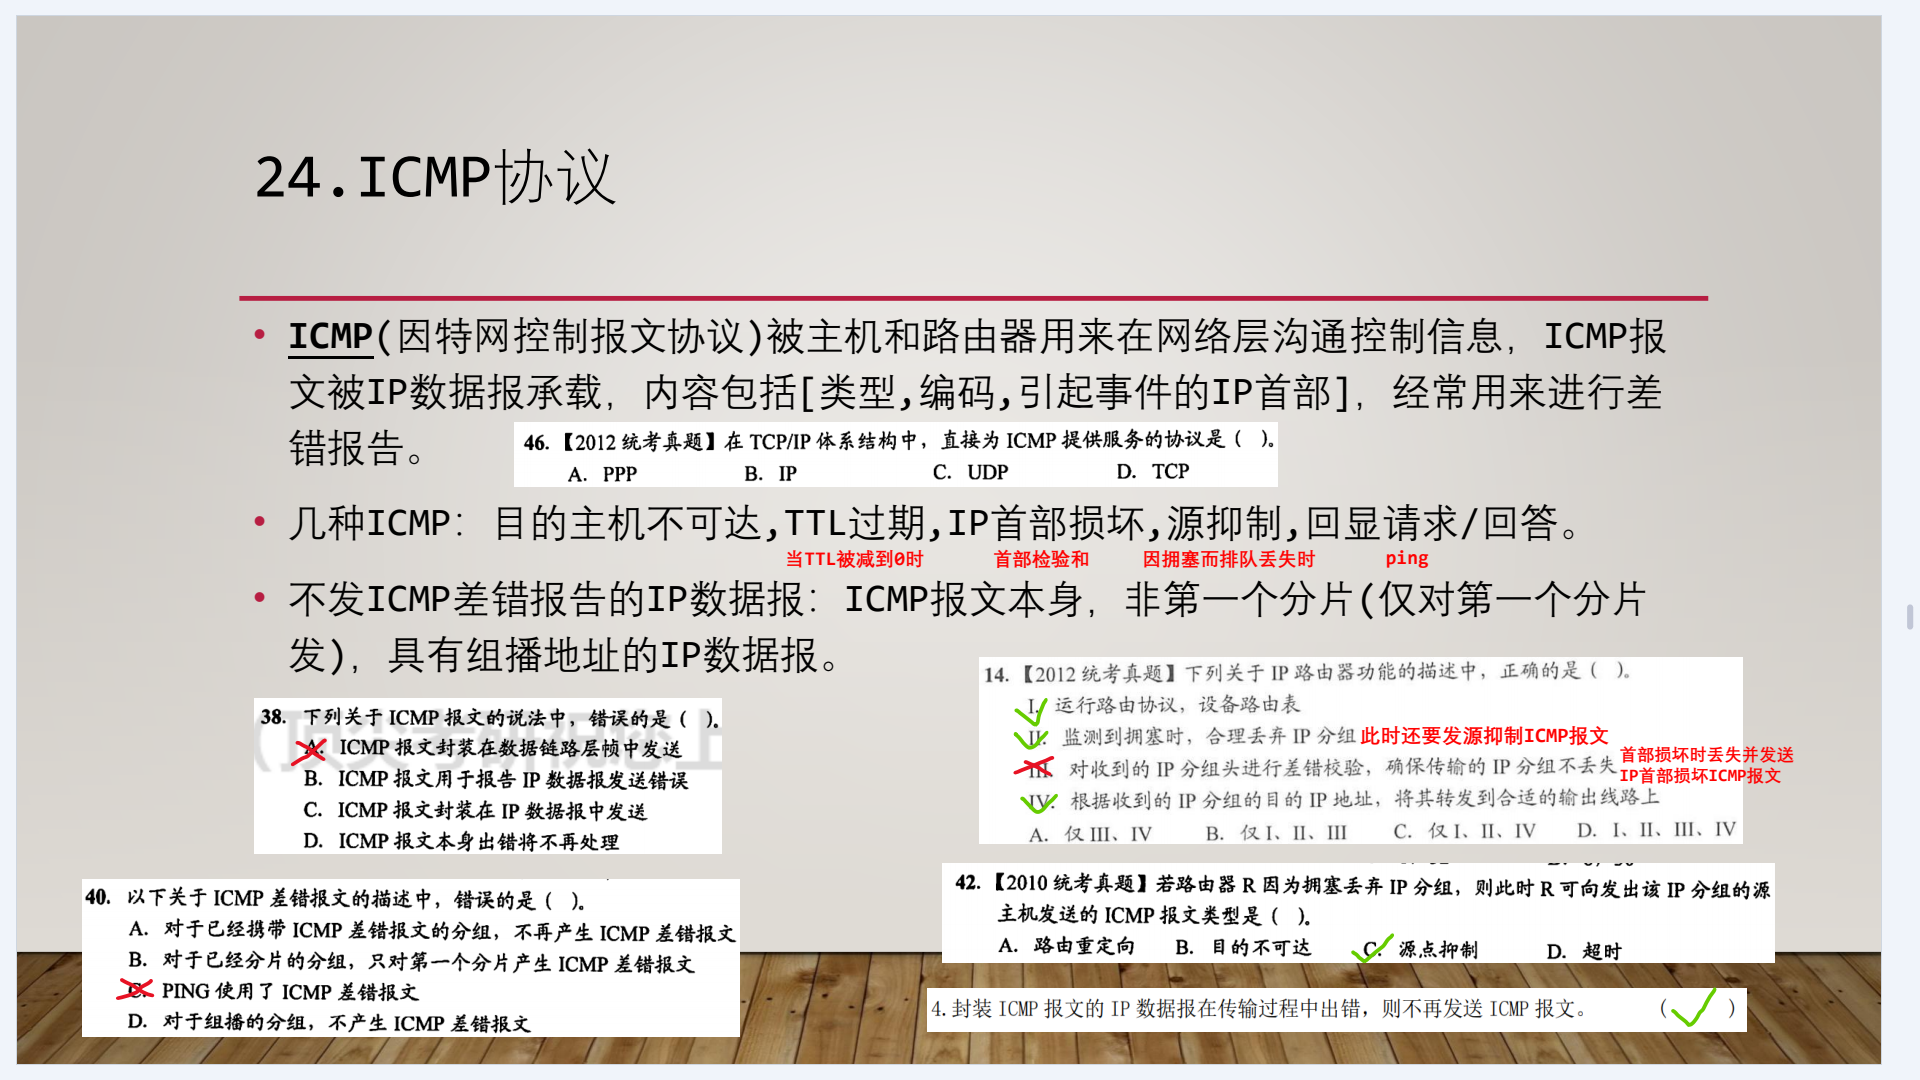 24.ICMP协议
• ICMP(因特网控制报文协议)被主机和路由器用来在网络层沟通控制信息，ICMP报
文被IP数据报承载，内容包括[类型,编码,引起事件的IP首部]，经常用来进行差
错报告。
46.【2012 统考真题】在 TCP/IP 体系结构中，直接为 ICMP 提供服务的协议是（ ）。
A. PPP B. IP C. UDP D. TCP
• 几种ICMP：目的主机不可达,TTL过期,IP首部损坏,源抑制,回显请求/回答。
当TTL被减到0时 首部检验和 因拥塞而排队丢失时 ping
• 不发ICMP差错报告的IP数据报：ICMP报文本身，非第一个分片(仅对第一个分片
发)，具有组播地址的IP数据报。
38. 下列关于 ICMP 报文的说法中，错误的是（ ）。
A. ICMP 报文封装在数据链路层帧中发送
B. ICMP 报文用于报告 IP 数据报发送错误
C. ICMP 报文封装在 IP 数据报中发送
D. ICMP 报文本身出错将不再处理
14.【2012 统考真题】下列关于 IP 路由器功能的描述中，正确的是（ ）。
I. 运行路由协议，设备路由表
II. 监测到拥塞时，合理丢弃 IP 分组 此时还要发源抑制ICMP报文
III. 对收到的 IP 分组头进行差错校验，确保传输的 IP 分组不丢失
首部损坏时丢失并发送
IP首部损坏ICMP报文
IV. 根据收到的 IP 分组的目的 IP 地址，将其转发到合适的输出线路上
A. 仅 III、IV B. 仅 I、II、III C. 仅 I、II、IV D. I、II、III、IV
40. 以下关于 ICMP 差错报文的描述中，错误的是（ ）。
A. 对于已经携带 ICMP 差错报文的分组，不再产生 ICMP 差错报文
B. 对于已经分片的分组，只对第一个分片产生 ICMP 差错报文
C. PING 使用了 ICMP 差错报文
D. 对于组播的分组，不产生 ICMP 差错报文
42.【2010 统考真题】若路由器 R 因为拥塞丢弃 IP 分组，则此时 R 可向发出该 IP 分组的源
主机发送的 ICMP 报文类型是（ ）。
A. 路由重定向 B. 目的不可达 C. 源点抑制 D. 超时
4.封装 ICMP 报文的 IP 数据报在传输过程中出错，则不再发送 ICMP 报文。 （ ）